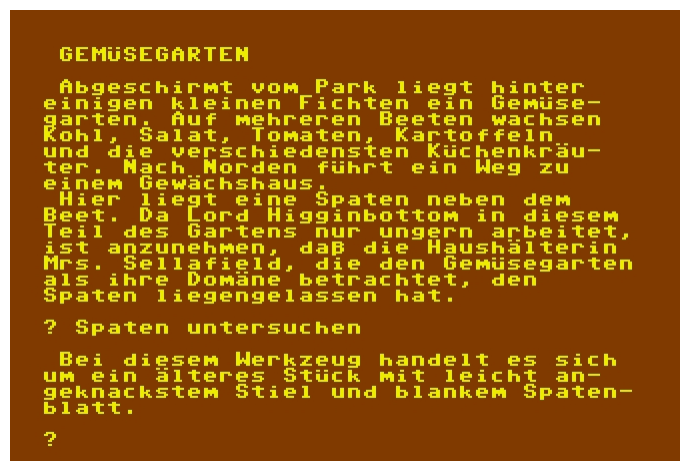 GEMüSEGARTEN
Abgeschirmt vom Park liegt hinter
einigen kleinen Fichten ein Gemüse-
garten. Auf mehreren Beeten wachsen
Kohl, Salat, Tomaten, Kartoffeln
und die verschiedensten Küchenkräu-
ter. Nach Norden führt ein Weg zu
einem Gewächshaus.
Hier liegt eine Spaten neben dem
Beet. Da Lord Higginbottom in diesem
Teil des Gartens nur ungern arbeitet,
ist anzunehmen, daß die Haushälterin
Mrs. Sellafield, die den Gemüsegarten
als ihre Domäne betrachtet, den
Spaten liegengelassen hat.
? Spaten untersuchen
Bei diesem Werkzeug handelt es sich
um ein älteres Stück mit leicht an-
geknackstem Stiel und blankem Spaten-
blatt.
?